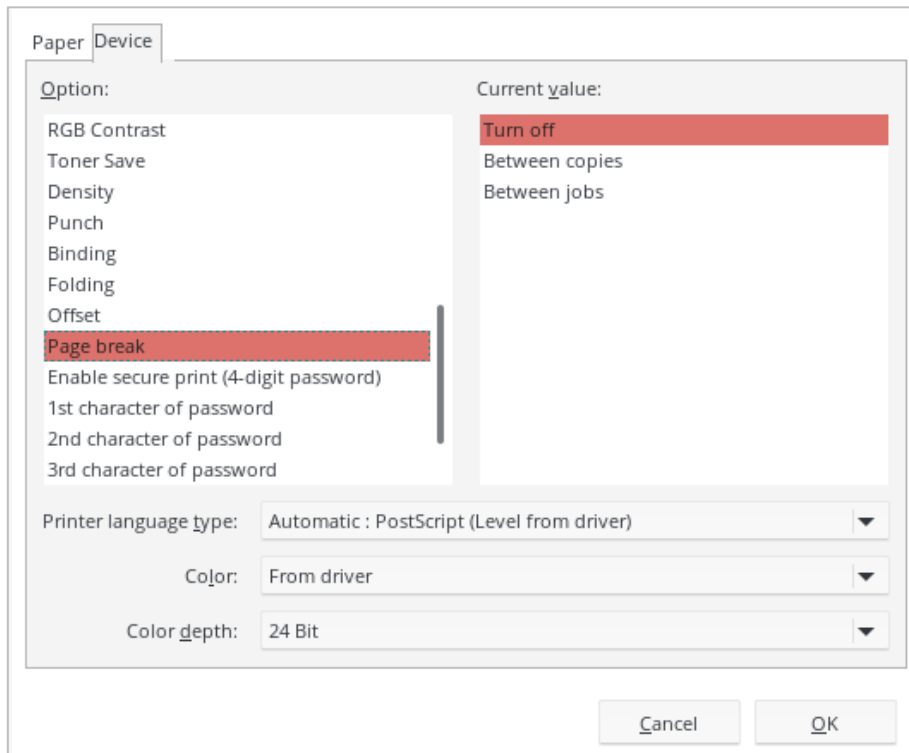 Paper Device
Option:
Current value:
RGB Contrast
Toner Save
Density
Punch
Binding
Folding
Offset
Page break
Enable secure print (4-digit password)
1st character of password
2nd character of password
3rd character of password
Turn off
Between copies
Between jobs
Printer language type: Automatic : PostScript (Level from driver)
Color: From driver
Color depth: 24 Bit
Cancel OK